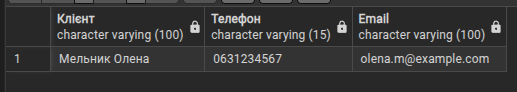 Клієнт Телефон Email
character varying (100) character varying (15) character varying (100)
1 Мельник Олена 0631234567 olena.m@example.com